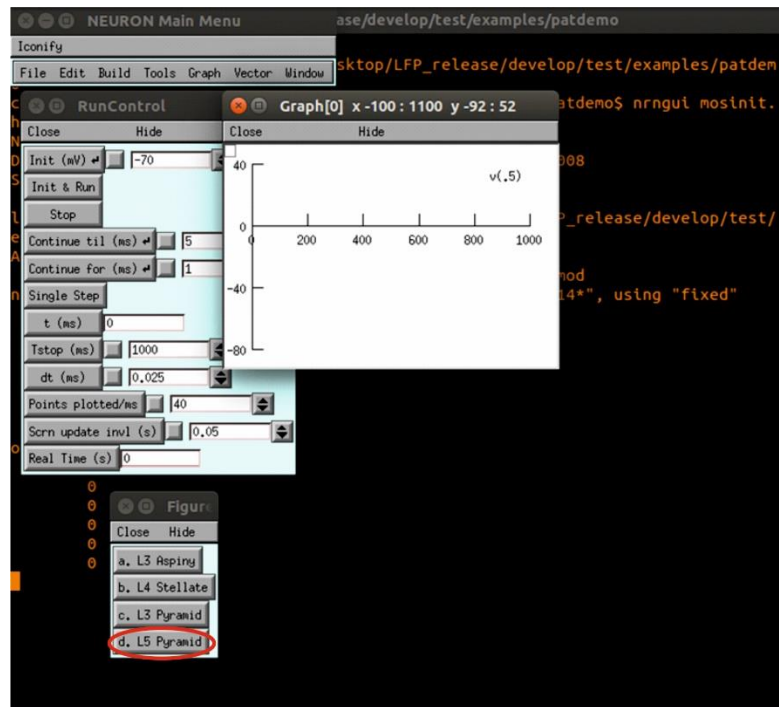 NEURON Main Menu
ase/develop/test/examples/patdemo
Iconify
File Edit Build Tools Graph Vector Window
sktop/LFP_release/develop/test/examples/patdem
RunControl
Close Hide
Init (mV) -70
Init & Run
Stop
Continue til (ms) 5
Continue for (ms) 1
Single Step
t (ms) 0
Tstop (ms) 1000
dt (ms) 0.025
Points plotted/ms 40
Scrn update invl (s) 0.05
Real Time (s) 0
Graph[0] x -100 : 1100 y -92 : 52
Close Hide
v(.5)
40
0
-40
-80
0 200 400 600 800 1000
atdemo$ nrngui mosinit.
008
P_release/develop/test/
mod
14*", using "fixed"
0
0
0
0
0
Figure
Close Hide
a. L3 Aspiny
b. L4 Stellate
c. L3 Pyramid
d. L5 Pyramid